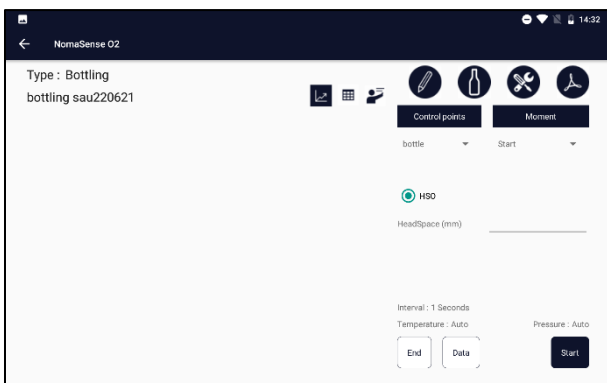 14:32
NomaSense O2
Type : Bottling
bottling sau220621
Control points
Moment
bottle
Start
HSO
HeadSpace (mm)
Interval : 1 Seconds
Temperature : Auto
Pressure : Auto
End
Data
Start